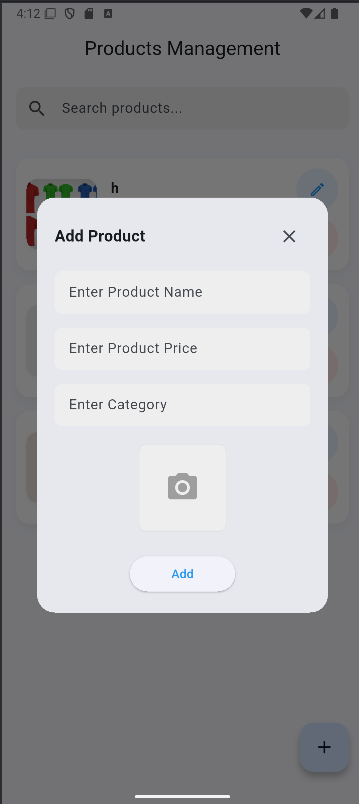 4:12
Products Management
Search products...
h
Add Product
Enter Product Name
Enter Product Price
Enter Category
Add